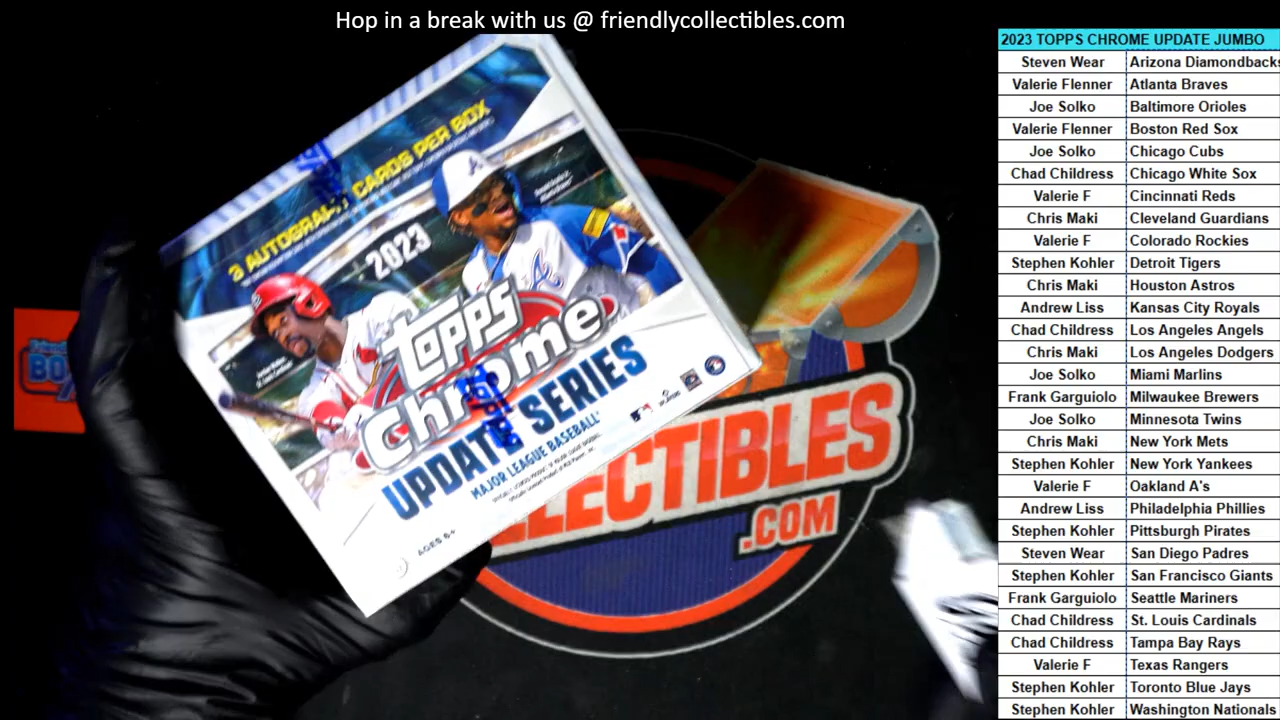 Hop in a break with us @ friendlycollectibles.com
3 AUTOGRAPH CARDS PER BOX
2023
Topps
Chrome
UPDATE SERIES
MAJOR LEAGUE BASEBALL
AGES 6+
BO
LECTIBLES
.COM
2023 TOPPS CHROME UPDATE JUMBO
Steven Wear Arizona Diamondbacks
Valerie Flenner Atlanta Braves
Joe Solko Baltimore Orioles
Valerie Flenner Boston Red Sox
Joe Solko Chicago Cubs
Chad Childress Chicago White Sox
Valerie F Cincinnati Reds
Chris Maki Cleveland Guardians
Valerie F Colorado Rockies
Stephen Kohler Detroit Tigers
Chris Maki Houston Astros
Andrew Liss Kansas City Royals
Chad Childress Los Angeles Angels
Chris Maki Los Angeles Dodgers
Joe Solko Miami Marlins
Frank Garguiolo Milwaukee Brewers
Joe Solko Minnesota Twins
Chris Maki New York Mets
Stephen Kohler New York Yankees
Valerie F Oakland A's
Andrew Liss Philadelphia Phillies
Stephen Kohler Pittsburgh Pirates
Steven Wear San Diego Padres
Stephen Kohler San Francisco Giants
Frank Garguiolo Seattle Mariners
Chad Childress St. Louis Cardinals
Chad Childress Tampa Bay Rays
Valerie F Texas Rangers
Stephen Kohler Toronto Blue Jays
Stephen Kohler Washington Nationals